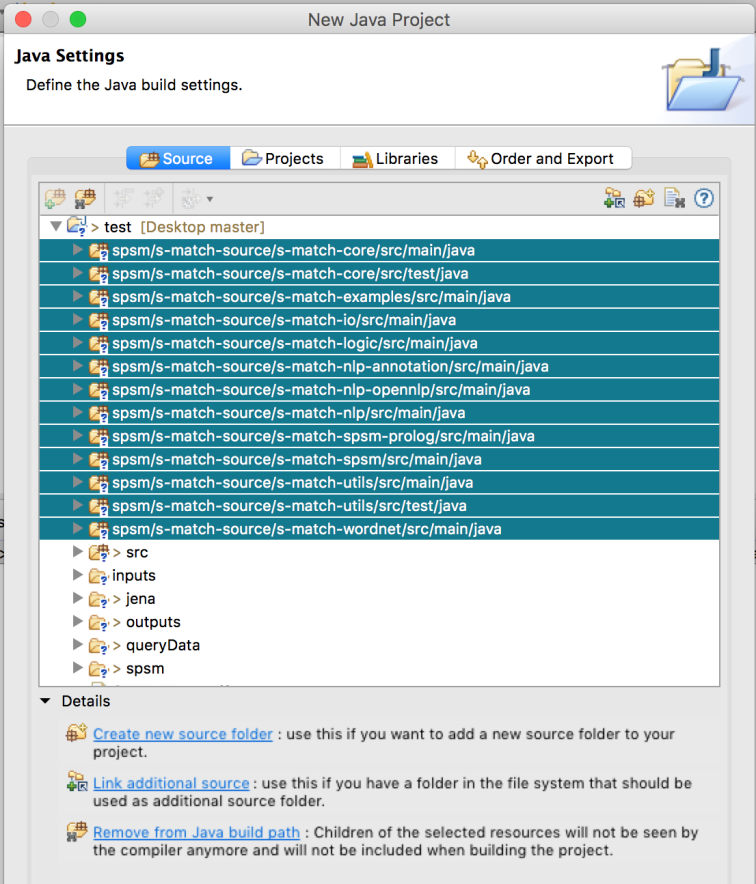 New Java Project
Java Settings
Define the Java build settings.
Source Projects Libraries Order and Export
> test [Desktop master]
spsm/s-match-source/s-match-core/src/main/java
spsm/s-match-source/s-match-core/src/test/java
spsm/s-match-source/s-match-examples/src/main/java
spsm/s-match-source/s-match-io/src/main/java
spsm/s-match-source/s-match-logic/src/main/java
spsm/s-match-source/s-match-nlp-annotation/src/main/java
spsm/s-match-source/s-match-nlp-opennlp/src/main/java
spsm/s-match-source/s-match-nlp/src/main/java
spsm/s-match-source/s-match-spsm-prolog/src/main/java
spsm/s-match-source/s-match-spsm/src/main/java
spsm/s-match-source/s-match-utils/src/main/java
spsm/s-match-source/s-match-utils/src/test/java
spsm/s-match-source/s-match-wordnet/src/main/java
> src
inputs
> jena
> outputs
> queryData
> spsm
Details
Create new source folder : use this if you want to add a new source folder to your
project.
Link additional source : use this if you have a folder in the file system that should be
used as additional source folder.
Remove from Java build path : Children of the selected resources will not be seen by
the compiler anymore and will not be included when building the project.